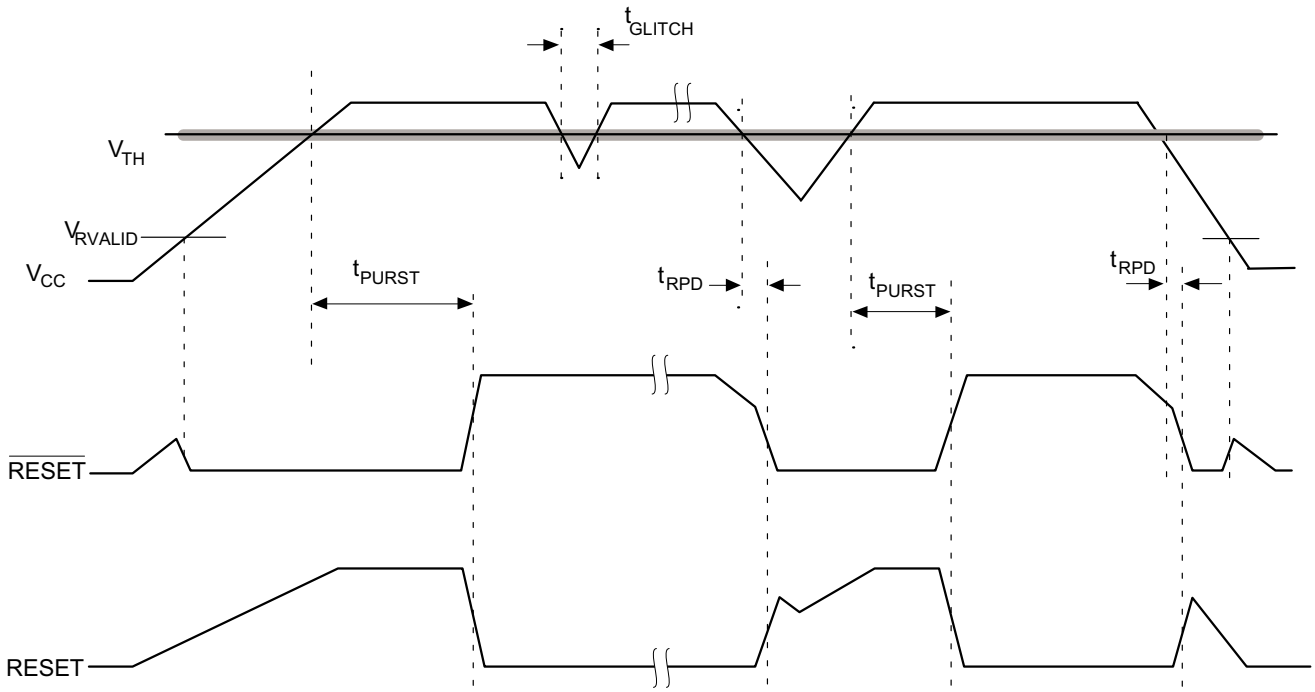 tGLITCH
VTH
VRVALID
VCC
tPURST
tRPD
tPURST
tRPD
RESET
RESET